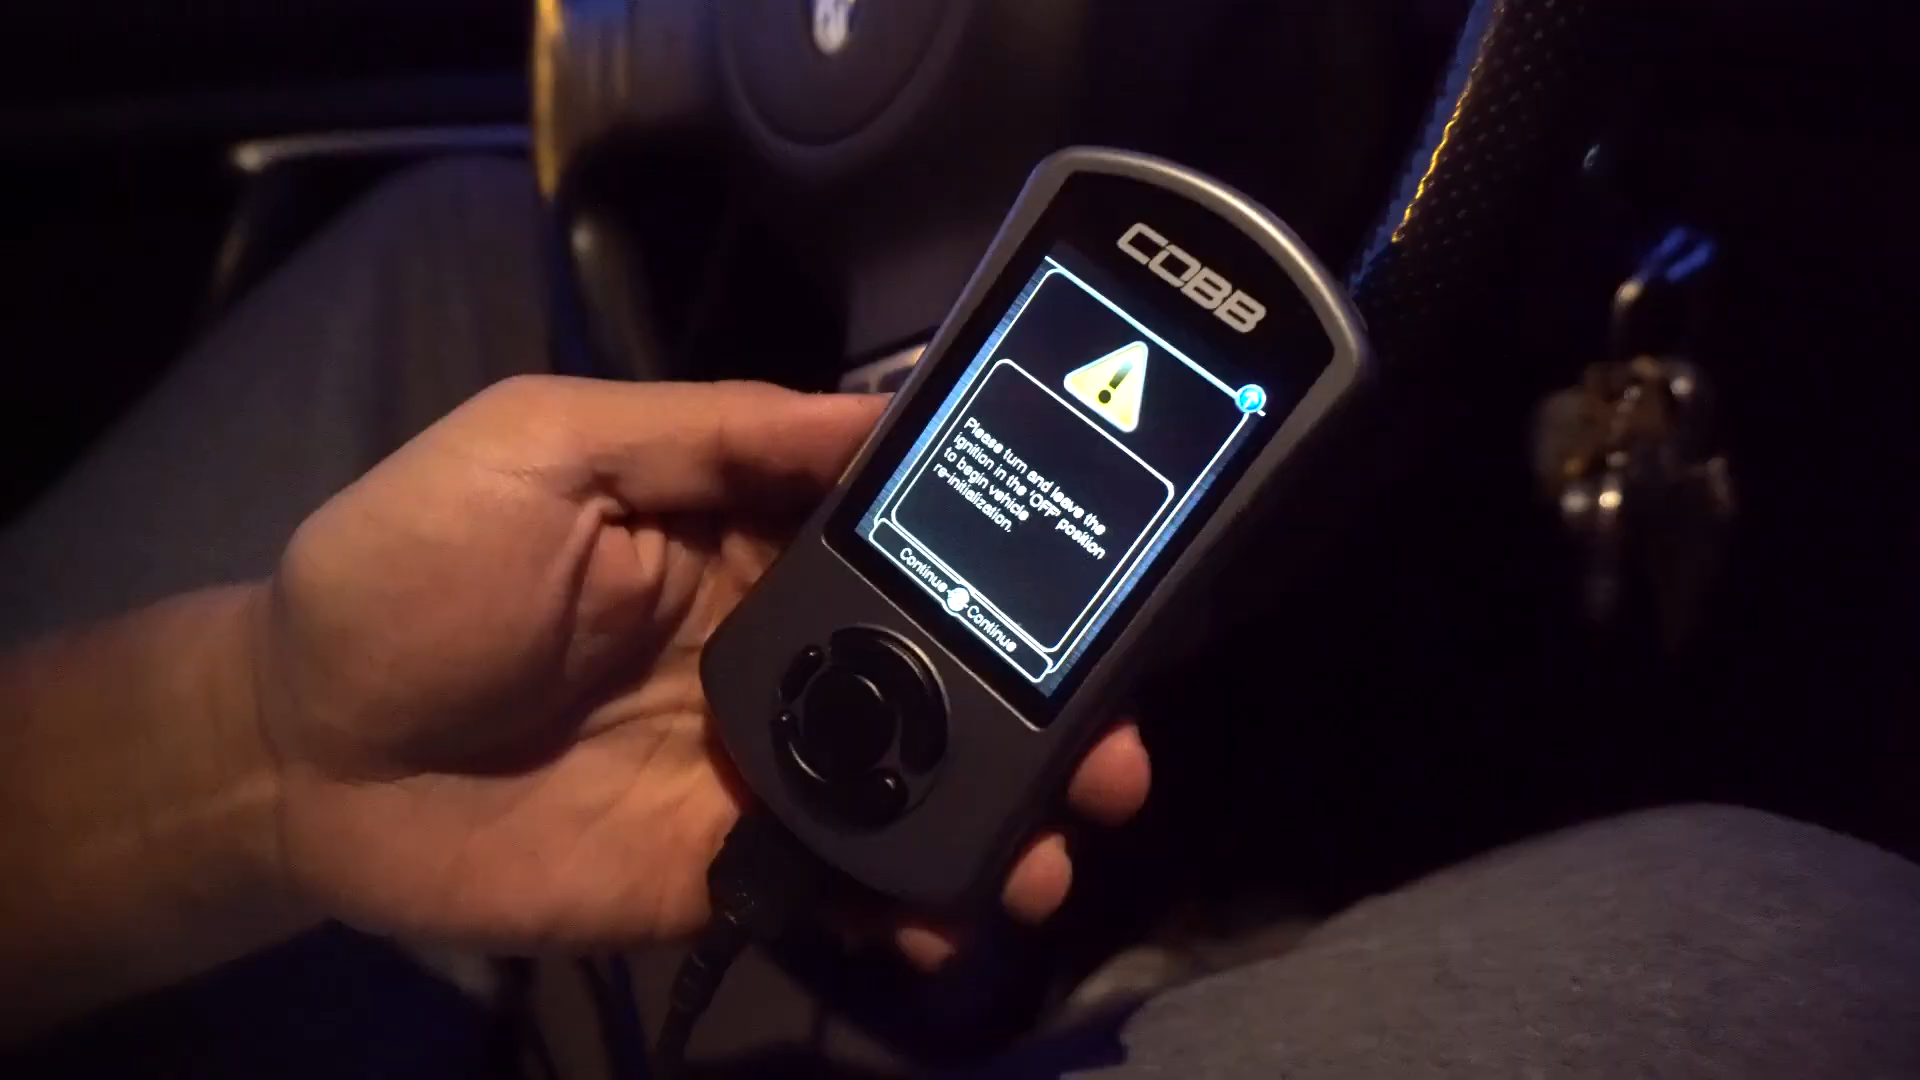 COBB
Please turn and leave the
ignition in the 'OFF' position
to begin vehicle
re-initialization.
Continue Continue